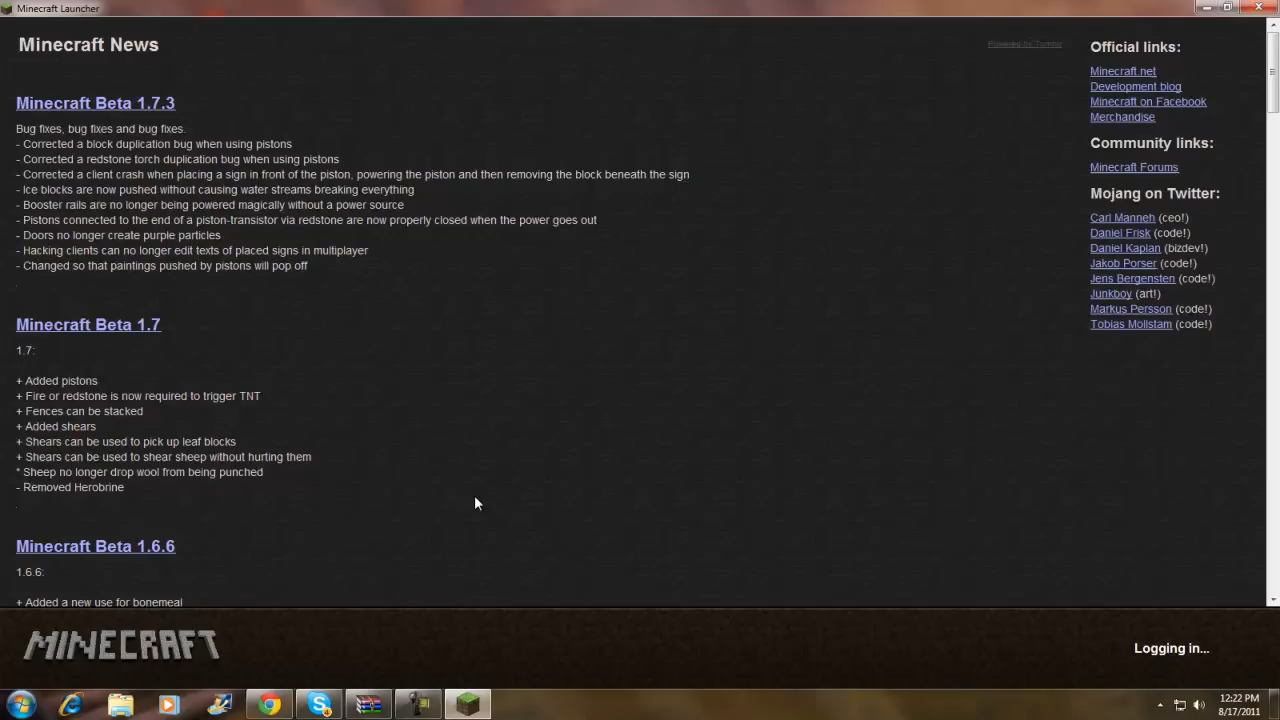 Minecraft Launcher
Minecraft News
Powered by Tumblr
Minecraft Beta 1.7.3
Bug fixes, bug fixes and bug fixes.
- Corrected a block duplication bug when using pistons
- Corrected a redstone torch duplication bug when using pistons
- Corrected a client crash when placing a sign in front of the piston, powering the piston and then removing the block beneath the sign
- Ice blocks are now pushed without causing water streams breaking everything
- Booster rails are no longer being powered magically without a power source
- Pistons connected to the end of a piston-transistor via redstone are now properly closed when the power goes out
- Doors no longer create purple particles
- Hacking clients can no longer edit texts of placed signs in multiplayer
- Changed so that paintings pushed by pistons will pop off
.
Minecraft Beta 1.7
1.7:
+ Added pistons
+ Fire or redstone is now required to trigger TNT
+ Fences can be stacked
+ Added shears
+ Shears can be used to pick up leaf blocks
+ Shears can be used to shear sheep without hurting them
* Sheep no longer drop wool from being punched
- Removed Herobrine
.
Minecraft Beta 1.6.6
1.6.6:
+ Added a new use for bonemeal
Official links:
Minecraft.net
Development blog
Minecraft on Facebook
Merchandise
Community links:
Minecraft Forums
Mojang on Twitter:
Carl Manneh (ceo!)
Daniel Frisk (code!)
Daniel Kaplan (bizdev!)
Jakob Porser (code!)
Jens Bergensten (code!)
Junkboy (art!)
Markus Persson (code!)
Tobias Mollstam (code!)
MINECRAFT
Logging in...
12:22 PM
8/17/2011